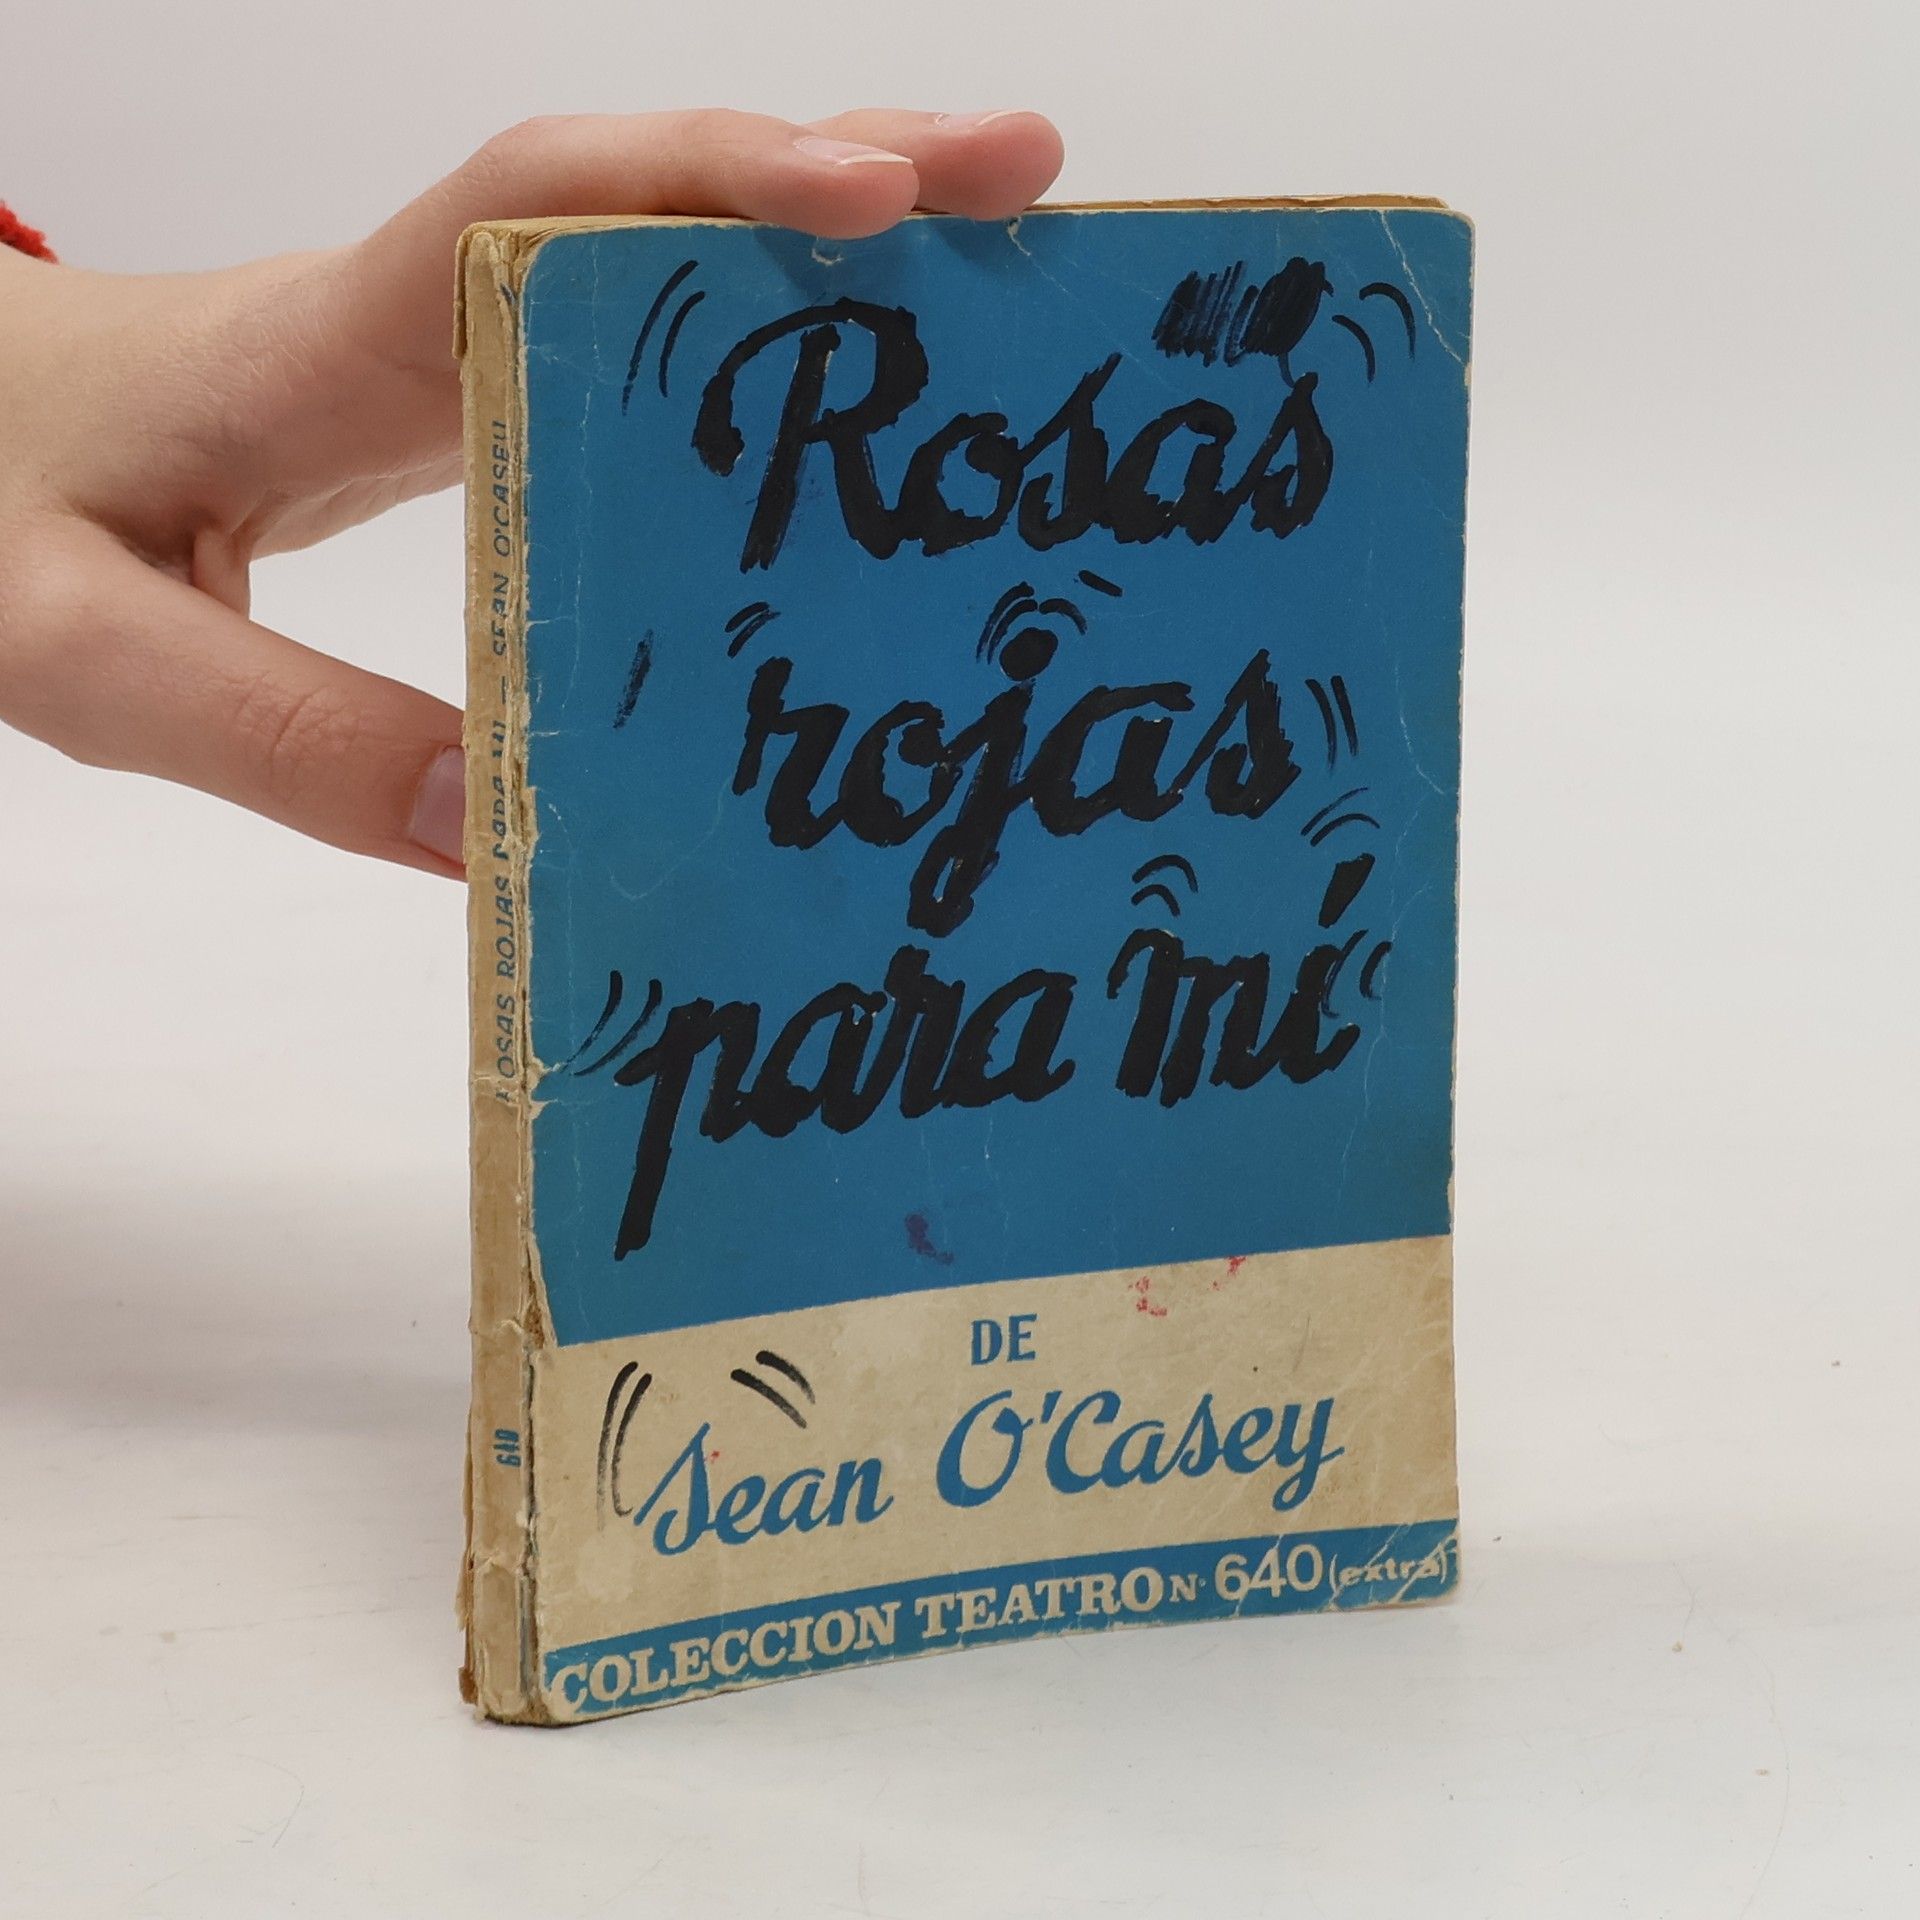 Rosas
rojas
para mí
DE
Sean O'Casey
COLECCION TEATRO Nº 640 (extra)
ROSAS ROJAS PARA MI — SEAN O'CASEY
640